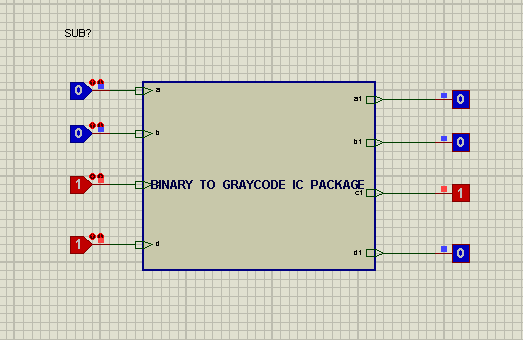 SUB?
0 a a1 0
0 b b1 0
1 BINARY TO GRAYCODE IC PACKAGE c1 1
1 d d1 0